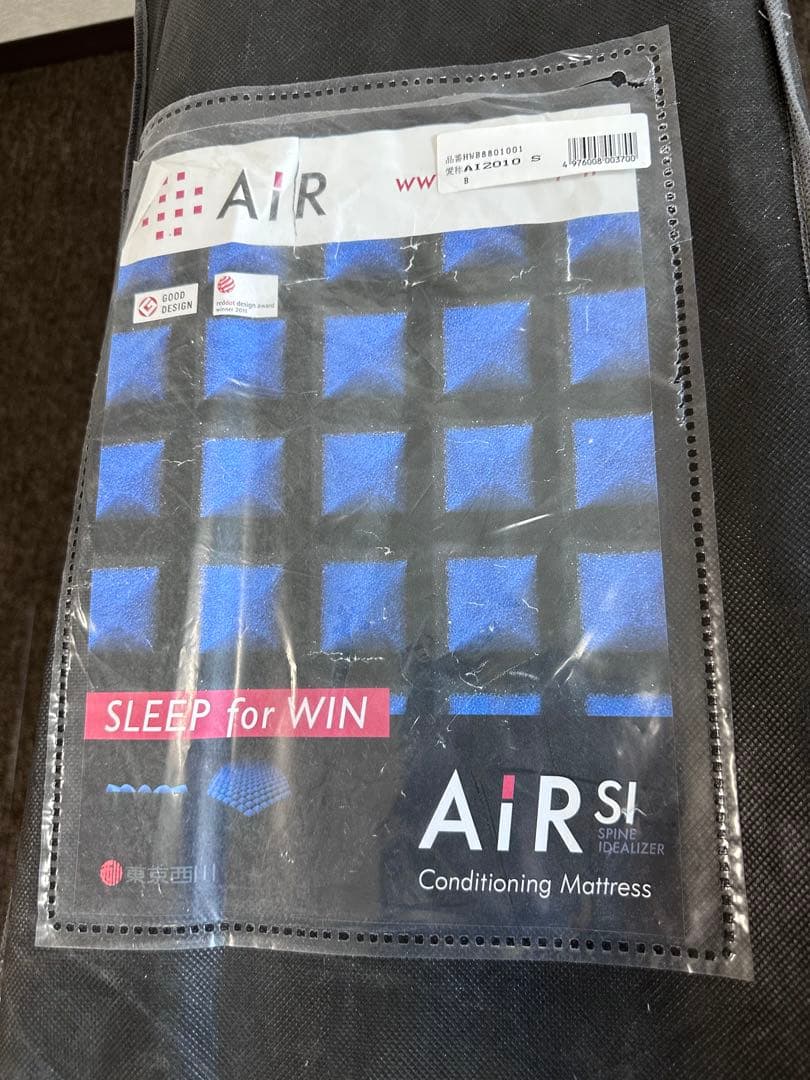 AiR
ww
品番HWB8801001
愛称AI2010 S
B
4 976008 003700
GOOD
DESIGN
reddot design award
winner 2011
SLEEP for WIN
AiR SI
SPINE
IDEALIZER
Conditioning Mattress
東京西川